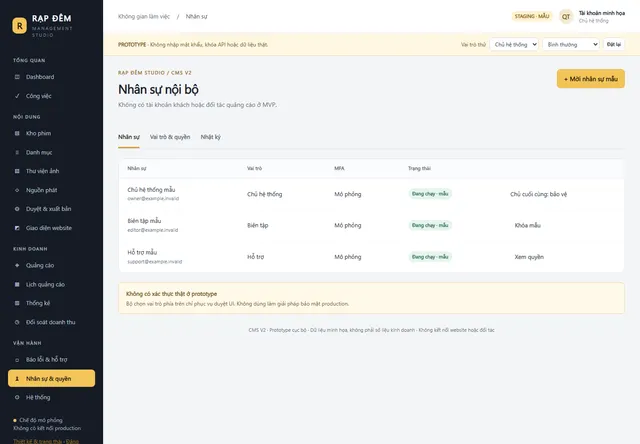 R
RẠP ĐÊM
MANAGEMENT
STUDIO
TỔNG QUAN
Dashboard
Công việc
NỘI DUNG
Kho phim
Danh mục
Thư viện ảnh
Nguồn phát
Duyệt & xuất bản
Giao diện website
KINH DOANH
Quảng cáo
Lịch quảng cáo
Thống kê
Đối soát doanh thu
VẬN HÀNH
Báo lỗi & hỗ trợ
Nhân sự & quyền
Hệ thống
Chế độ mô phỏng
Không có kết nối production
Không gian làm việc / Nhân sự
STAGING · MẪU
QT
Tài khoản minh họa
Chủ hệ thống
PROTOTYPE · Không nhập mật khẩu, khóa API hoặc dữ liệu thật.
Vai trò thử
Chủ hệ thống
Bình thường
Đặt lại
RẠP ĐÊM STUDIO / CMS V2
Nhân sự nội bộ
Không có tài khoản khách hoặc đối tác quảng cáo ở MVP.
+ Mời nhân sự mẫu
Nhân sự Vai trò & quyền Nhật ký
Nhân sự Vai trò MFA Trạng thái
Chủ hệ thống mẫu Chủ hệ thống Mô phỏng Đang chạy · mẫu Chủ cuối cùng: bảo vệ
owner@example.invalid
Biên tập mẫu Biên tập Mô phỏng Đang chạy · mẫu Khóa mẫu
editor@example.invalid
Hỗ trợ mẫu Hỗ trợ Mô phỏng Đang chạy · mẫu Xem quyền
support@example.invalid
Không có xác thực thật ở prototype
Bộ chọn vai trò phía trên chỉ phục vụ duyệt UI. Không dùng làm giải pháp bảo mật production.
CMS V2 · Prototype cục bộ · Dữ liệu minh họa, không phải số liệu kinh doanh · Không kết nối website hoặc đối tác